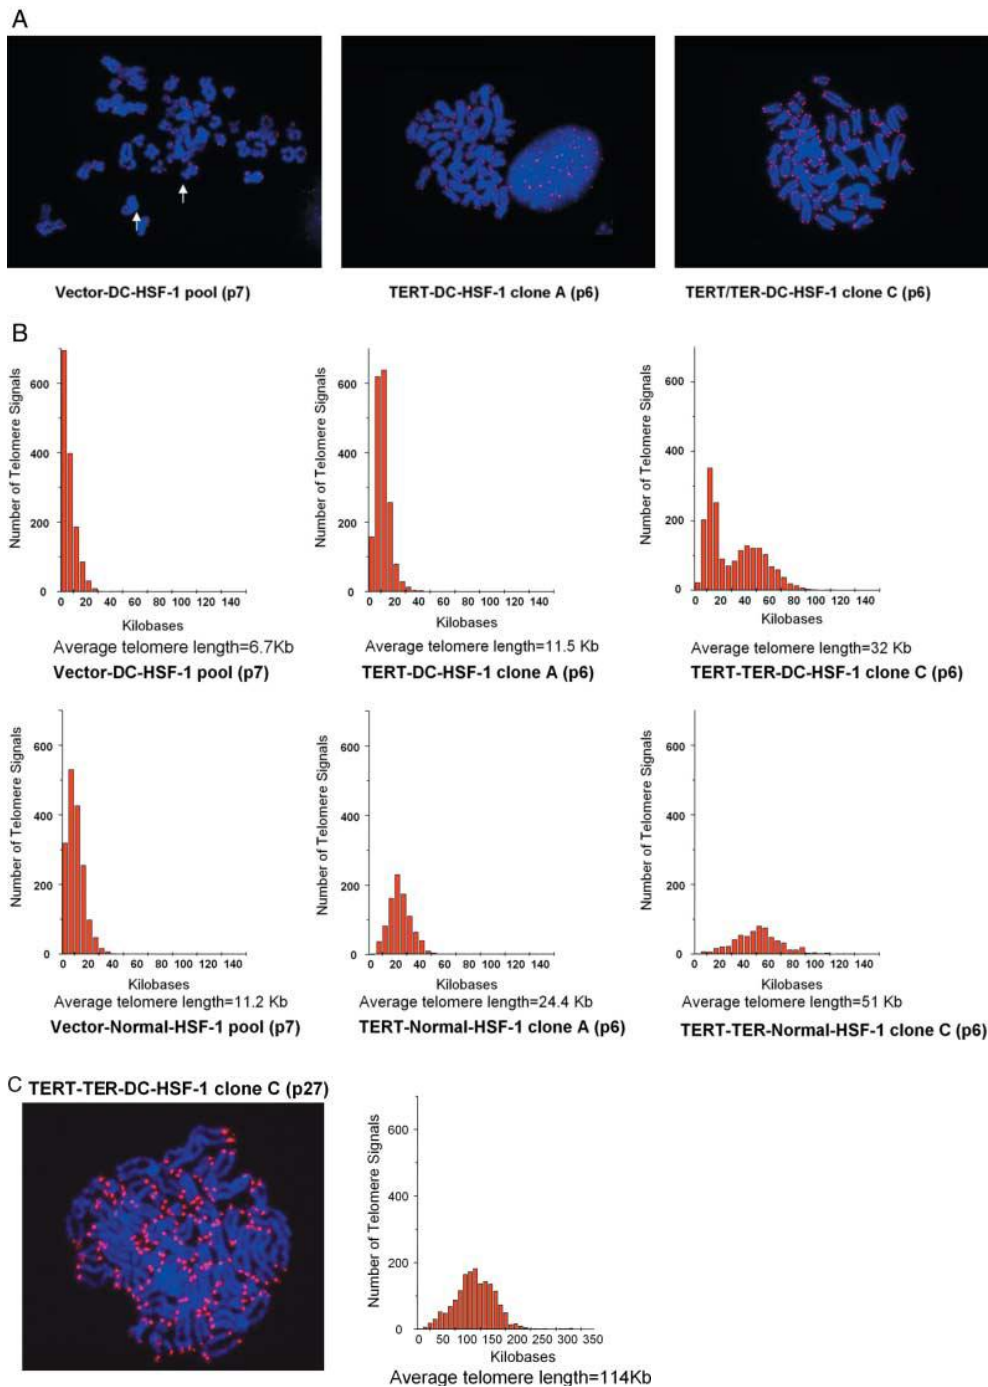 A
Vector-DC-HSF-1 pool (p7)
TERT-DC-HSF-1 clone A (p6)
TERT/TER-DC-HSF-1 clone C (p6)
B
Number of Telomere Signals
600
400
200
0
0 20 40 60 80 100 120 140
Kilobases
Average telomere length=6.7Kb
Vector-DC-HSF-1 pool (p7)
Number of Telomere Signals
600
400
200
0
0 20 40 60 80 100 120 140
Kilobases
Average telomere length=11.5 Kb
TERT-DC-HSF-1 clone A (p6)
Number of Telomere Signals
600
400
200
0
0 20 40 60 80 100 120 140
Kilobases
Average telomere length=32 Kb
TERT-TER-DC-HSF-1 clone C (p6)
Number of Telomere Signals
600
400
200
0
0 20 40 60 80 100 120 140
Kilobases
Average telomere length=11.2 Kb
Vector-Normal-HSF-1 pool (p7)
Number of Telomere Signals
600
400
200
0
0 20 40 60 80 100 120 140
Kilobases
Average telomere length=24.4 Kb
TERT-Normal-HSF-1 clone A (p6)
Number of Telomere Signals
600
400
200
0
0 20 40 60 80 100 120 140
Kilobases
Average telomere length=51 Kb
TERT-TER-Normal-HSF-1 clone C (p6)
C TERT-TER-DC-HSF-1 clone C (p27)
Number of Telomere Signals
600
400
200
0
0 50 100 150 200 250 300 350
Kilobases
Average telomere length=114Kb